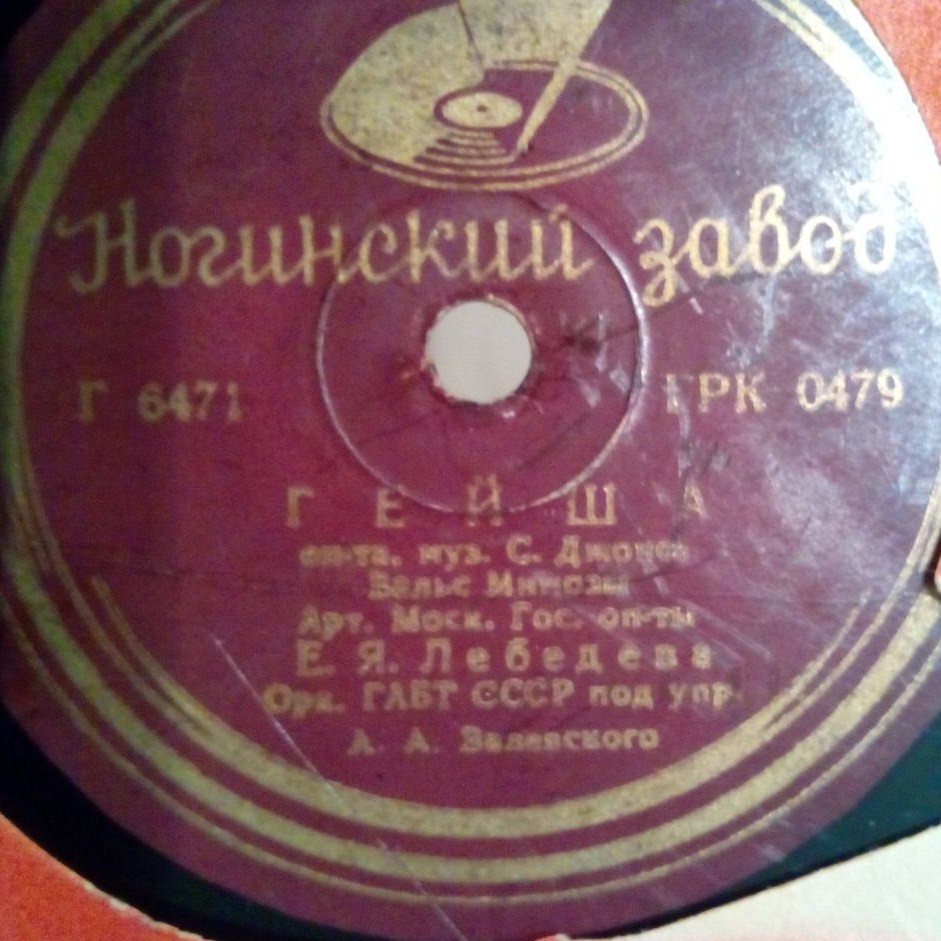 Ногинский завод
Г 6471 ГРК 0479
ГЕЙША
оп-та. муз. С. Джонса
Вальс Мимозы
Арт. Моск. Гос. оп-ты
Е. Я. Лебедева
Орк. ГАБТ СССР под упр.
А. А. Залевского